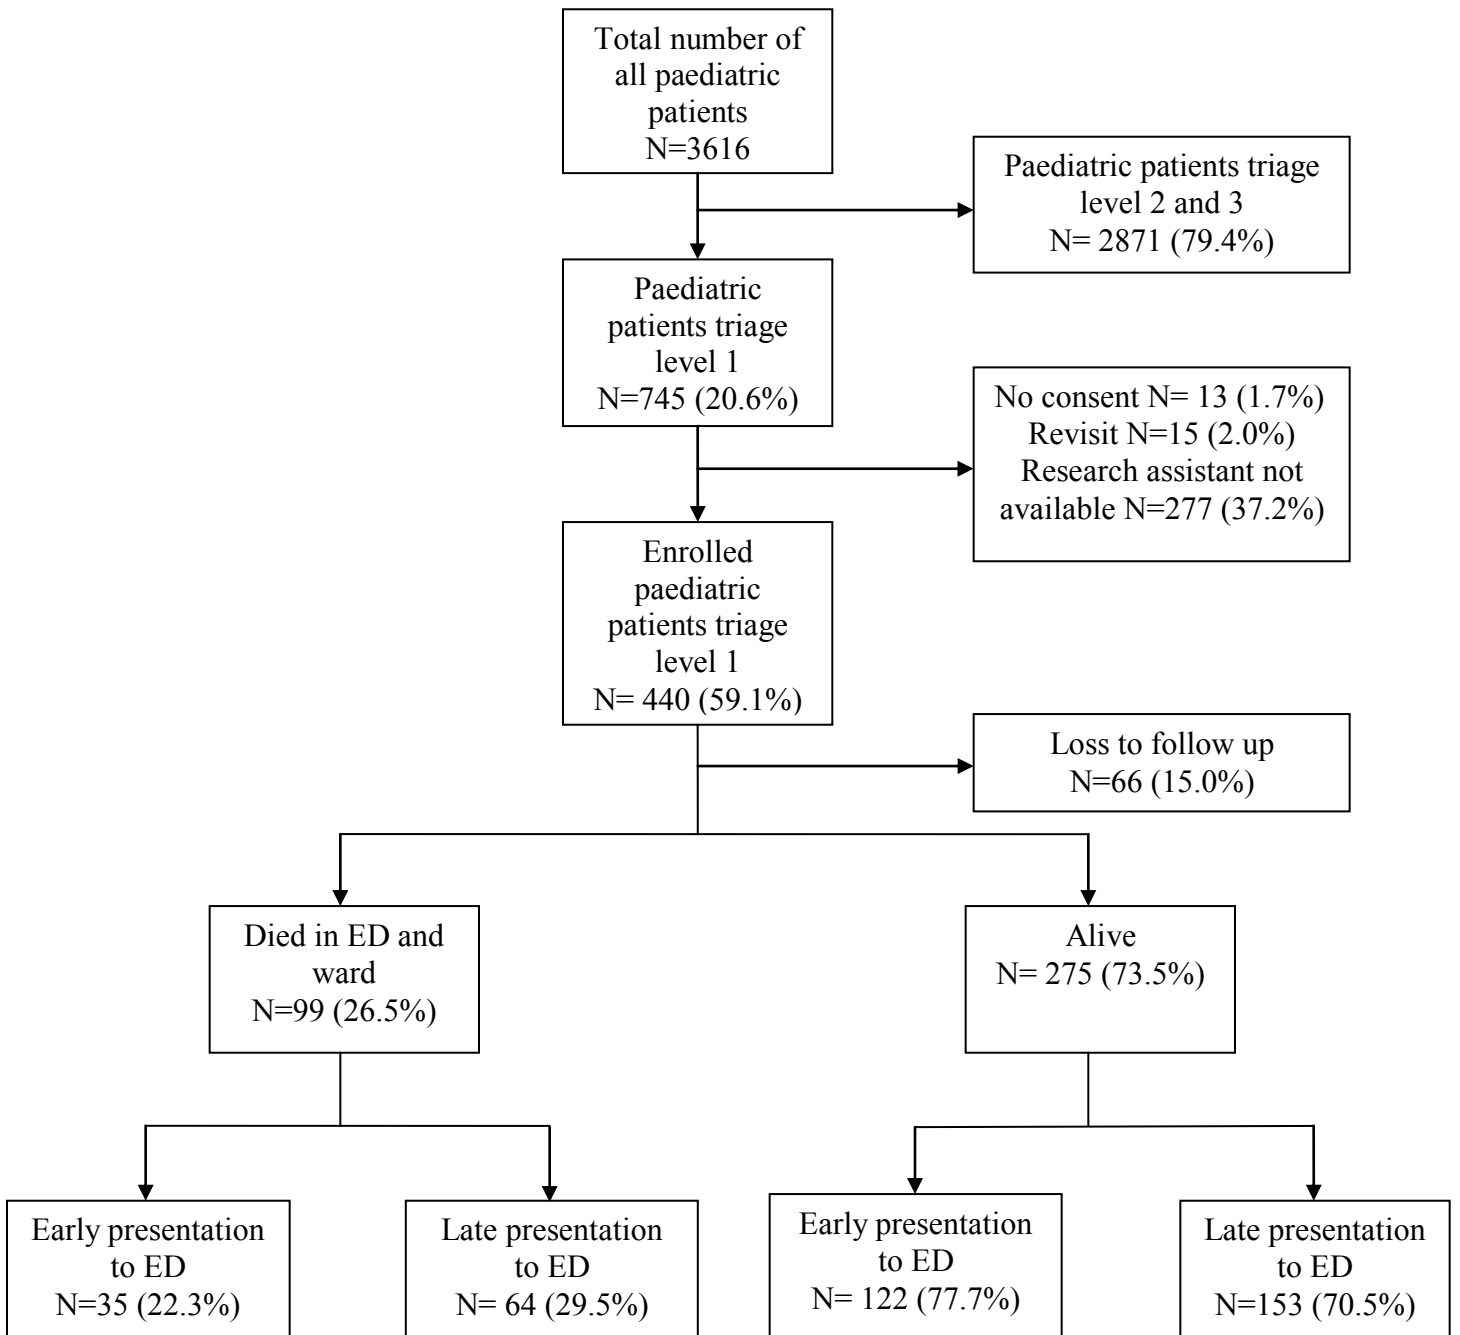 Total number of
all paediatric
patients
N=3616
Paediatric patients triage
level 2 and 3
N= 2871 (79.4%)
Paediatric
patients triage
level 1
N=745 (20.6%)
No consent N= 13 (1.7%)
Revisit N=15 (2.0%)
Research assistant not
available N=277 (37.2%)
Enrolled
paediatric
patients triage
level 1
N= 440 (59.1%)
Loss to follow up
N=66 (15.0%)
Died in ED and
ward
N=99 (26.5%)
Alive
N= 275 (73.5%)
Early presentation
to ED
N=35 (22.3%)
Late presentation
to ED
N= 64 (29.5%)
Early presentation
to ED
N= 122 (77.7%)
Late presentation
to ED
N=153 (70.5%)